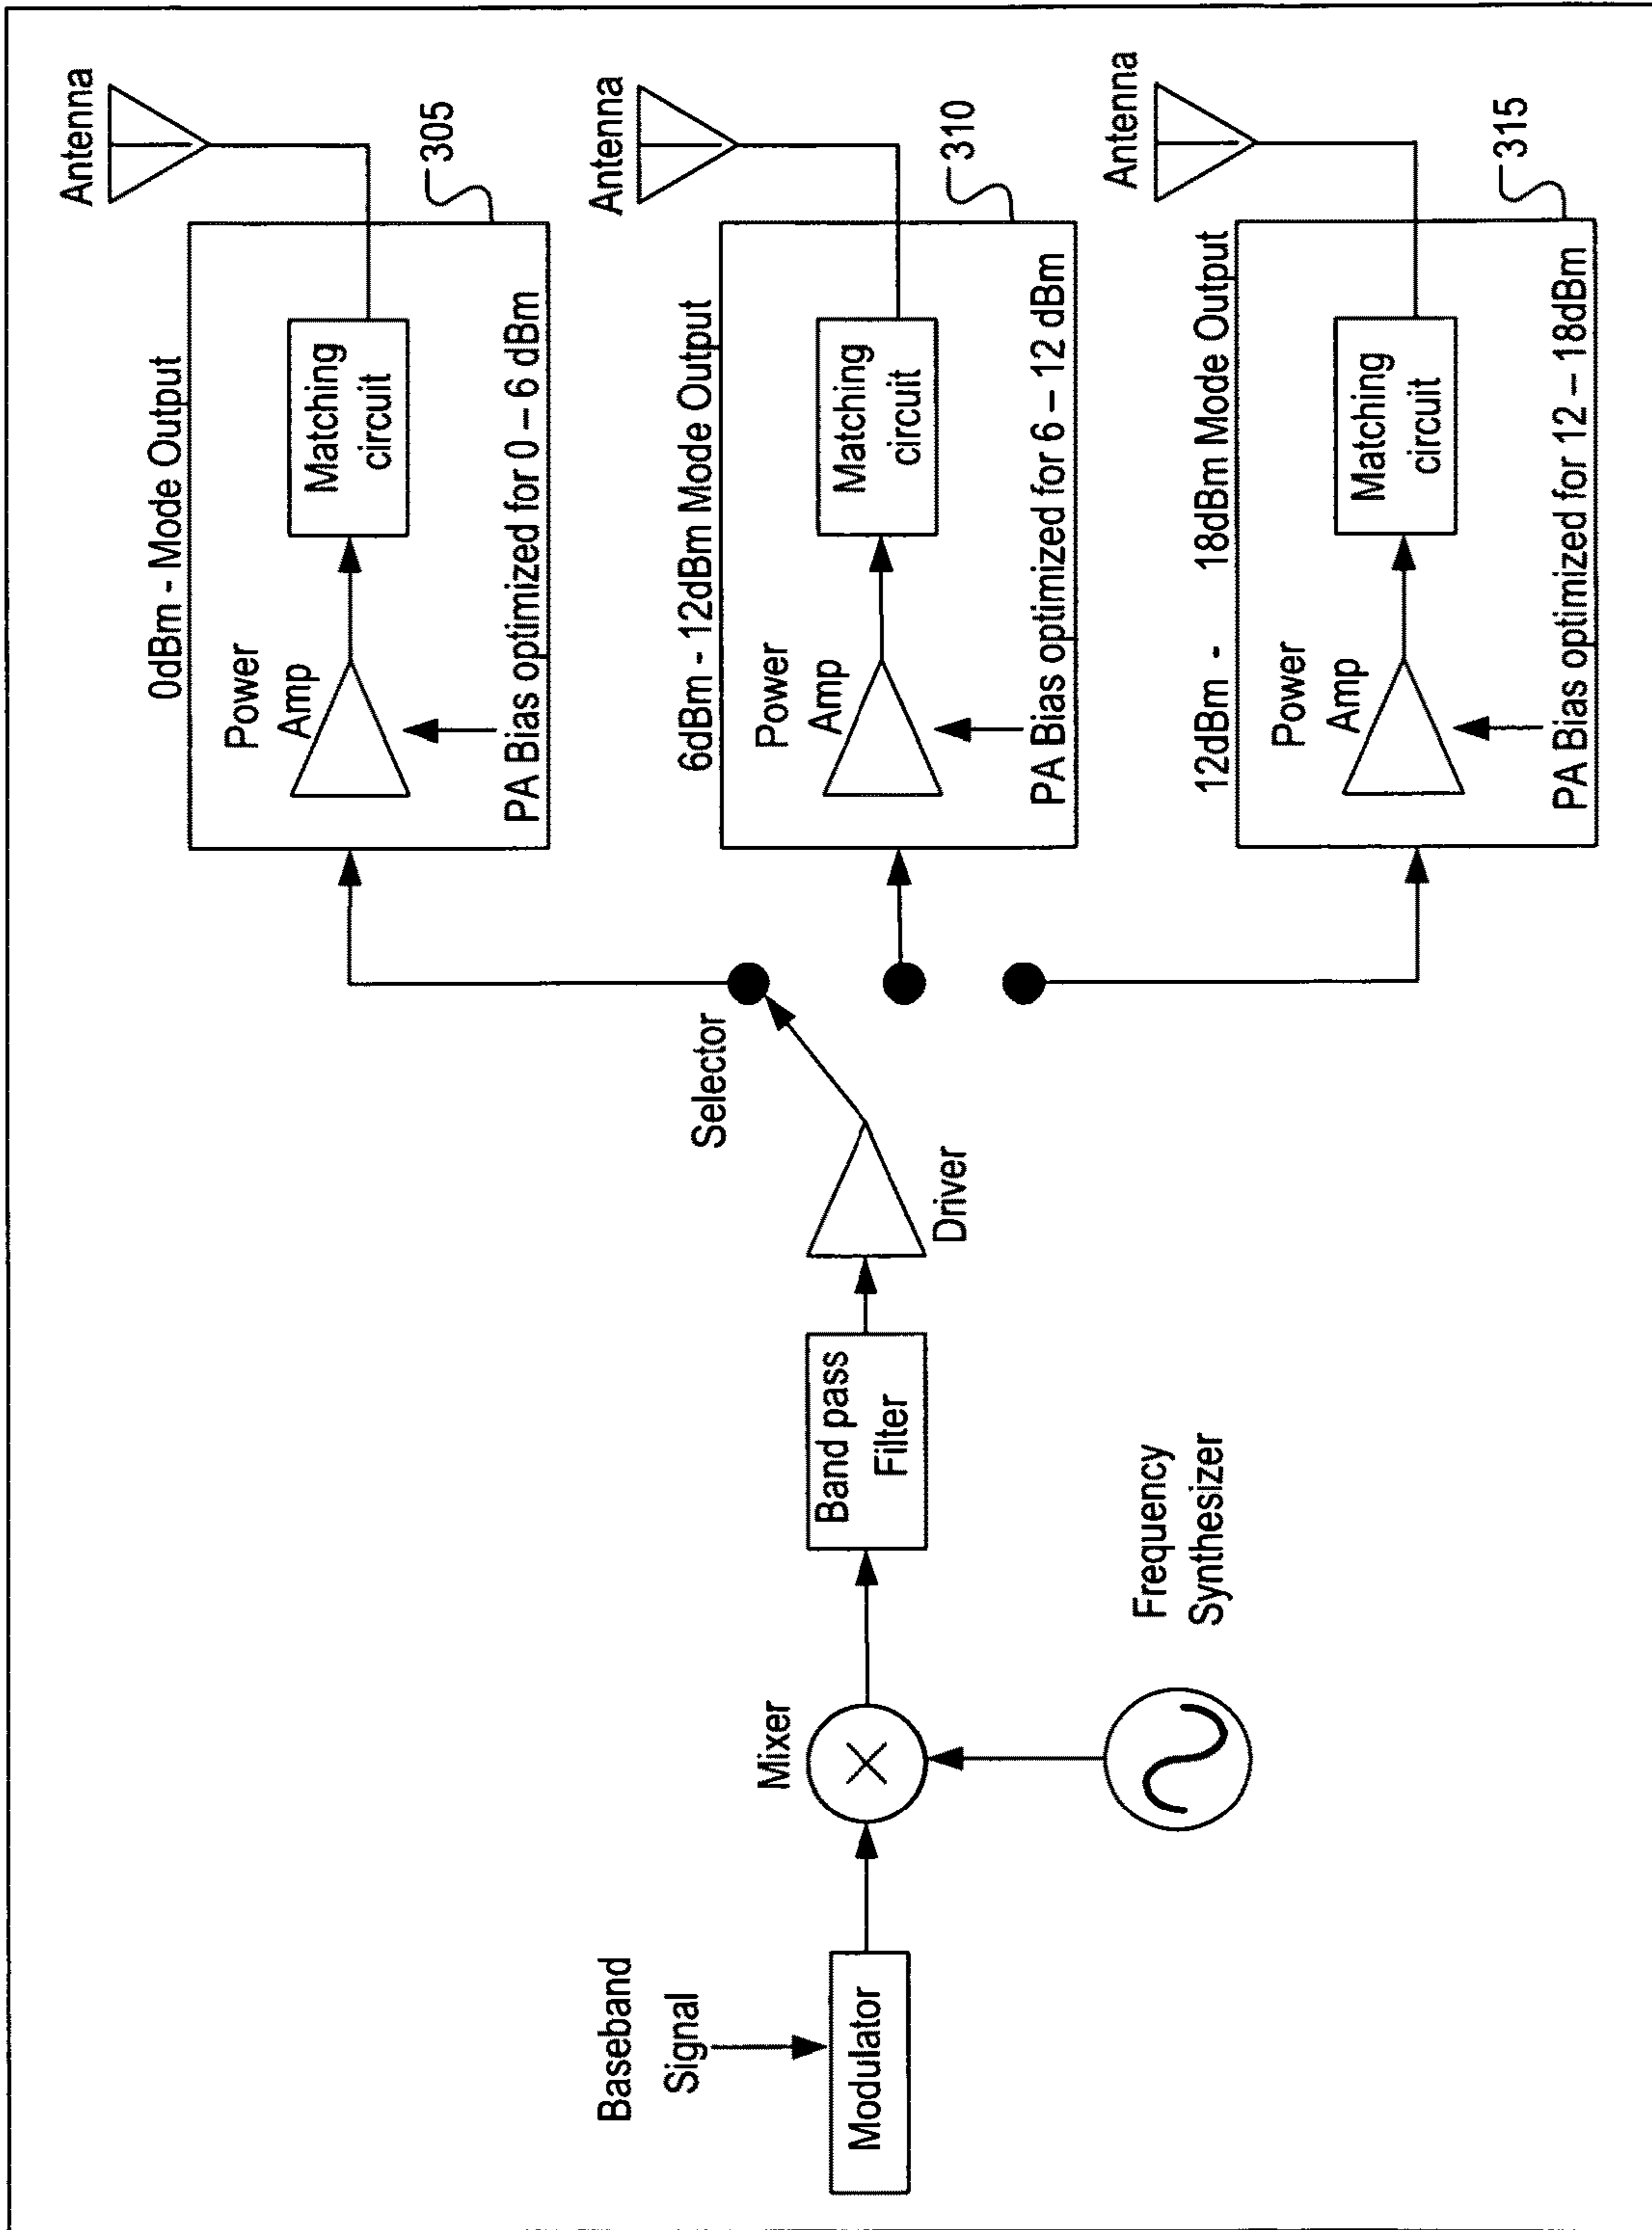 Baseband
Signal
Modulator
Mixer
Frequency
Synthesizer
Band pass
Filter
Driver
Selector
0dBm - Mode Output
Power
Amp
Matching
circuit
PA Bias optimized for 0 – 6 dBm
Antenna
305
6dBm - 12dBm Mode Output
Power
Amp
Matching
circuit
PA Bias optimized for 6 – 12 dBm
Antenna
310
12dBm - 18dBm Mode Output
Power
Amp
Matching
circuit
PA Bias optimized for 12 – 18dBm
Antenna
315